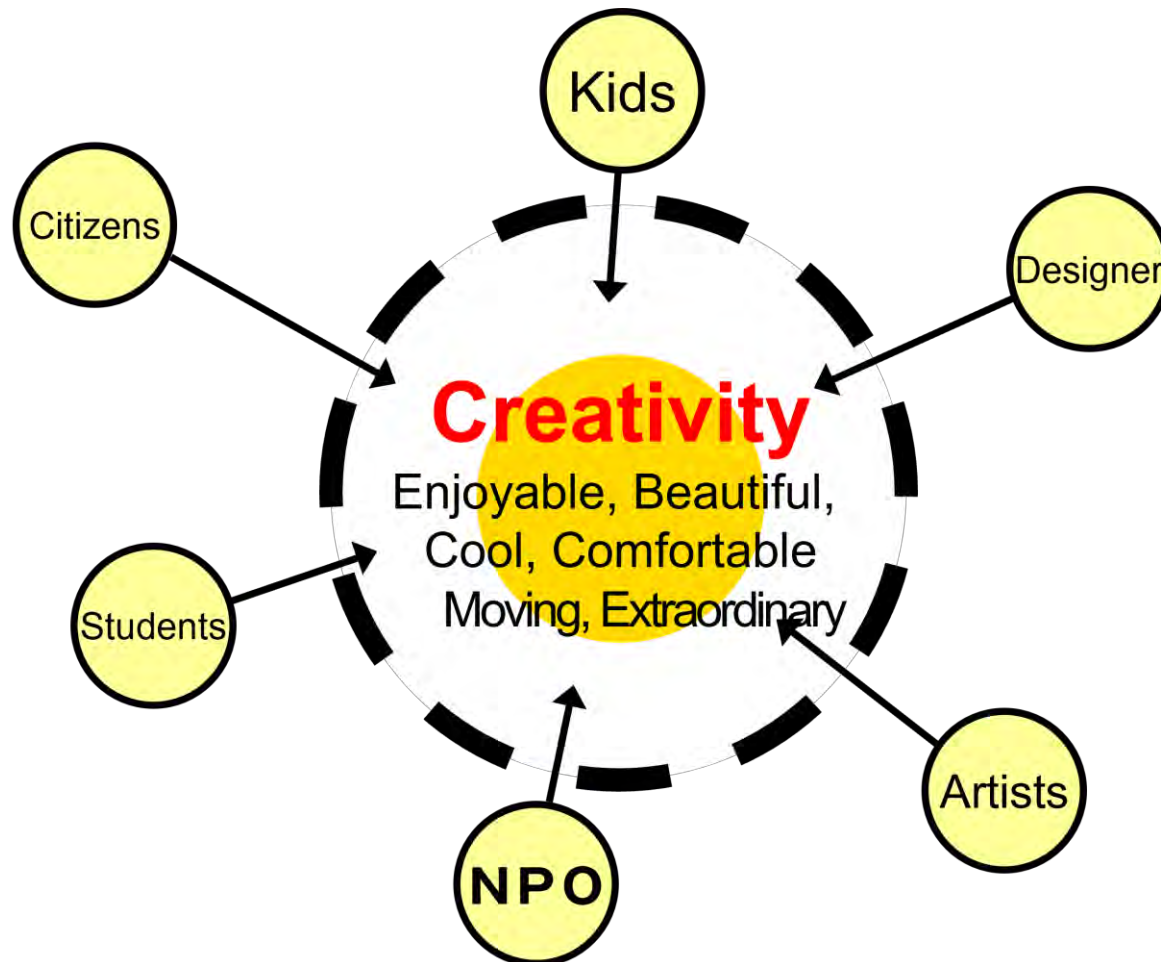 Kids
Citizens
Designer
Creativity
Enjoyable, Beautiful,
Cool, Comfortable
Moving, Extraordinary
Students
Artists
NPO